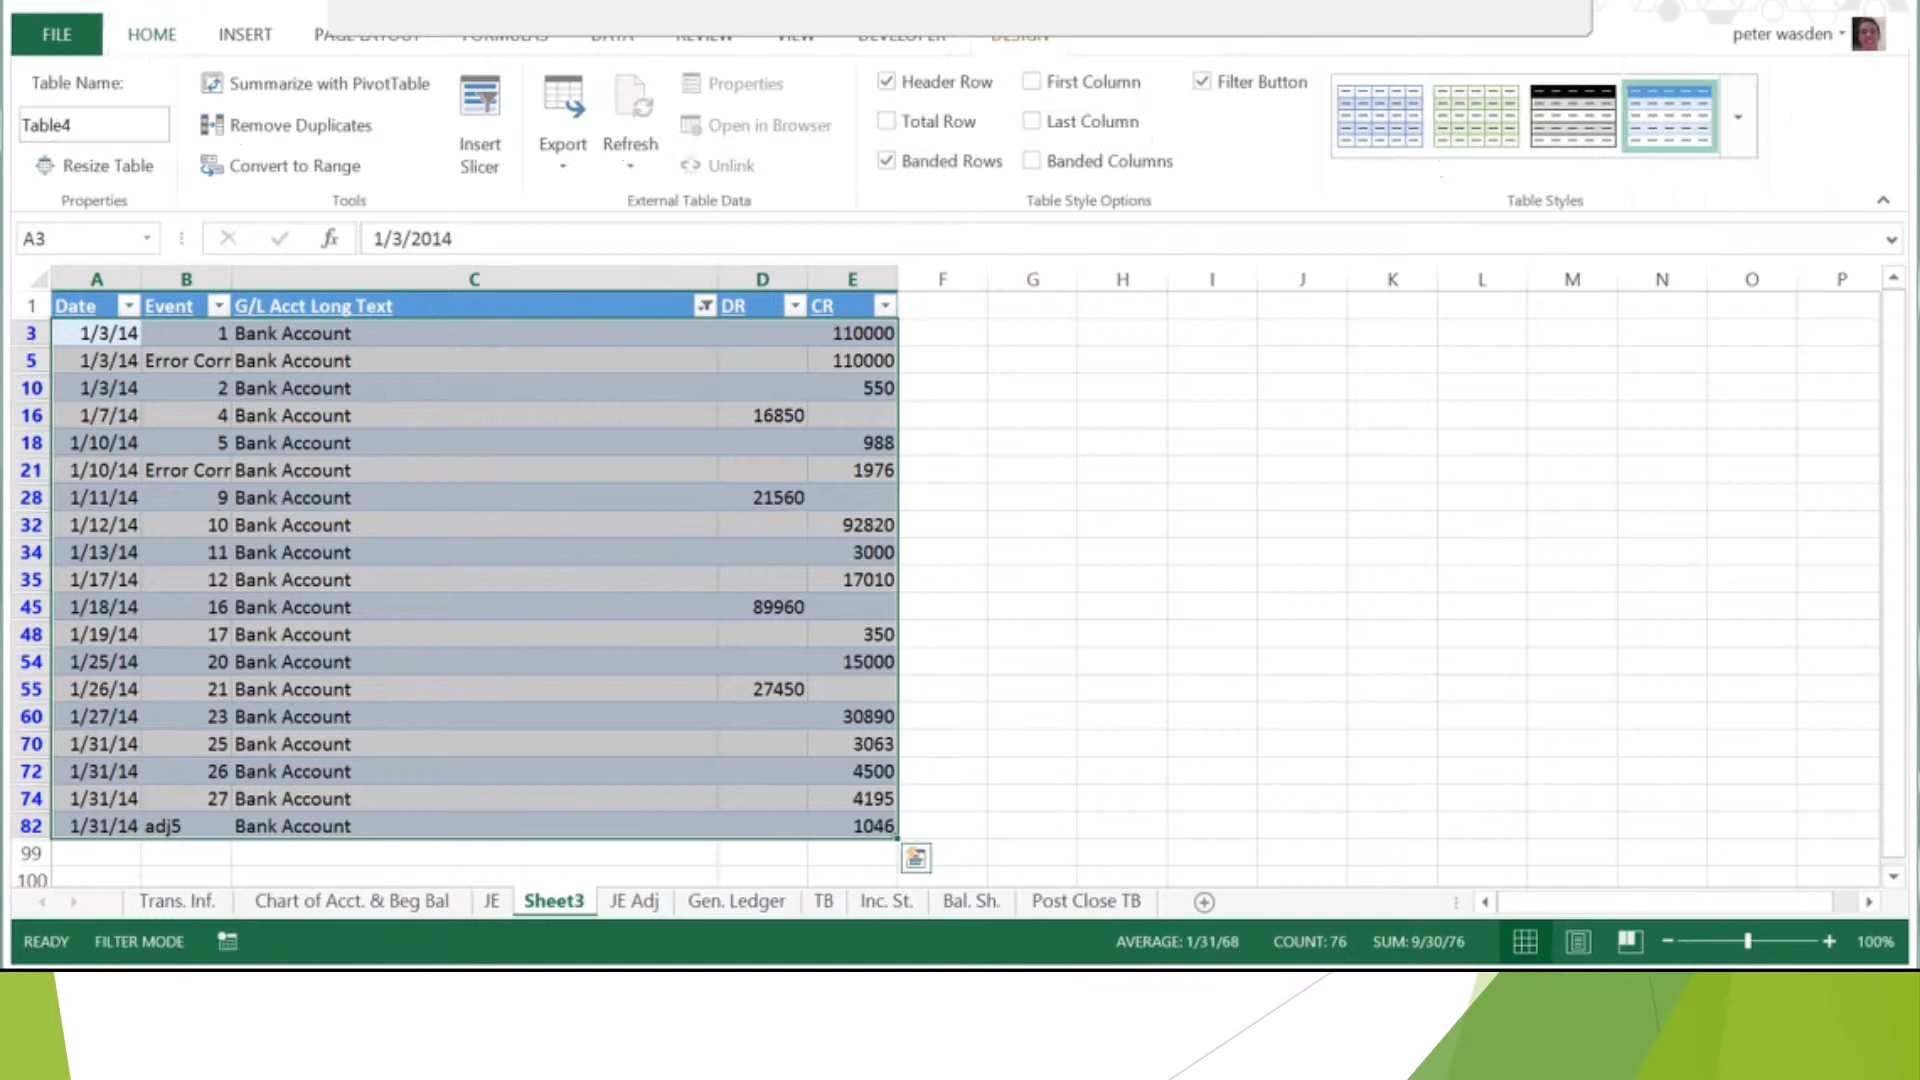 FILE HOME INSERT PAGE LAYOUT FORMULAS DATA REVIEW VIEW DEVELOPER DESIGN peter wasden
Table Name:
Table4
Resize Table
Properties
Summarize with PivotTable
Remove Duplicates
Convert to Range
Tools
Insert
Slicer
Export
Refresh
Properties
Open in Browser
Unlink
External Table Data
Header Row First Column Filter Button
Total Row Last Column
Banded Rows Banded Columns
Table Style Options
Table Styles
A3 fx 1/3/2014
A B C D E F G H I J K L M N O P
1 Date Event G/L Acct Long Text DR CR
3 1/3/14 1 Bank Account 110000
5 1/3/14 Error Corr Bank Account 110000
10 1/3/14 2 Bank Account 550
16 1/7/14 4 Bank Account 16850
18 1/10/14 5 Bank Account 988
21 1/10/14 Error Corr Bank Account 1976
28 1/11/14 9 Bank Account 21560
32 1/12/14 10 Bank Account 92820
34 1/13/14 11 Bank Account 3000
35 1/17/14 12 Bank Account 17010
45 1/18/14 16 Bank Account 89960
48 1/19/14 17 Bank Account 350
54 1/25/14 20 Bank Account 15000
55 1/26/14 21 Bank Account 27450
60 1/27/14 23 Bank Account 30890
70 1/31/14 25 Bank Account 3063
72 1/31/14 26 Bank Account 4500
74 1/31/14 27 Bank Account 4195
82 1/31/14 adj5 Bank Account 1046
99
100
Trans. Inf. Chart of Acct. & Beg Bal JE Sheet3 JE Adj Gen. Ledger TB Inc. St. Bal. Sh. Post Close TB
READY FILTER MODE AVERAGE: 1/31/68 COUNT: 76 SUM: 9/30/76 100%